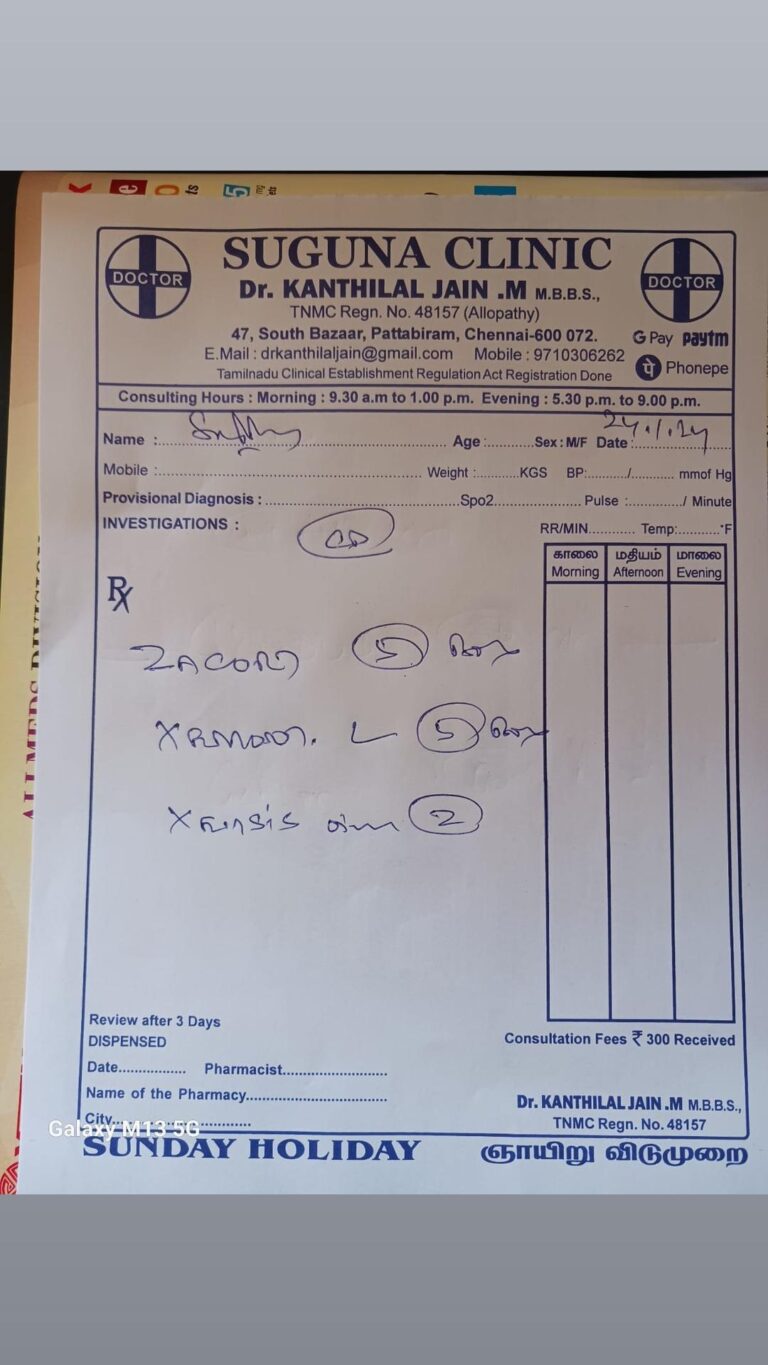 DOCTOR
SUGUNA CLINIC
DOCTOR
Dr. KANTHILAL JAIN .M M.B.B.S.,
TNMC Regn. No. 48157 (Allopathy)
47, South Bazaar, Pattabiram, Chennai-600 072.
G Pay paytm
E.Mail : drkanthilaljain@gmail.com Mobile : 9710306262
पे Phonepe
Tamilnadu Clinical Establishment Regulation Act Registration Done
Consulting Hours : Morning : 9.30 a.m to 1.00 p.m. Evening : 5.30 p.m. to 9.00 p.m.
Name :.......... Age :.......... Sex : M/F Date :..........
Mobile :.......... Weight :..........KGS BP:........../.......... mmof Hg
Provisional Diagnosis :..........Spo2.......... Pulse :........../ Minute
INVESTIGATIONS :
RR/MIN.......... Temp:..........°F
காலை மதியம் மாலை
Morning Afternoon Evening
Rx
ZACORT 5
L 5
2
Review after 3 Days
DISPENSED
Consultation Fees ₹ 300 Received
Date.......... Pharmacist..........
Name of the Pharmacy..........
Dr. KANTHILAL JAIN .M M.B.B.S.,
City..........
TNMC Regn. No. 48157
Galaxy M13 5G
SUNDAY HOLIDAY ஞாயிறு விடுமுறை